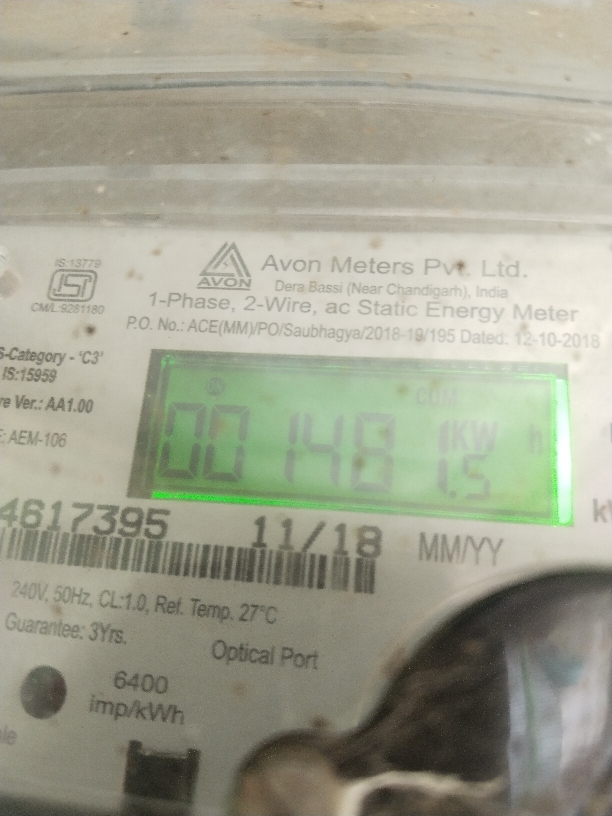 IS:13779
CM/L:9281180
AVON
Avon Meters Pvt. Ltd.
Dera Bassi (Near Chandigarh), India
1-Phase, 2-Wire, ac Static Energy Meter
P.O. No.: ACE(MM)/PO/Saubhagya/2018-19/195 Dated: 12-10-2018
S-Category - 'C3'
IS:15959
re Ver.: AA1.00
E: AEM-106
CUM
00148 KW h
1.5
4617395 11/18 MM/YY
240V, 50Hz, CL:1.0, Ref. Temp. 27°C
Guarantee: 3Yrs.
Optical Port
6400
imp/kWh